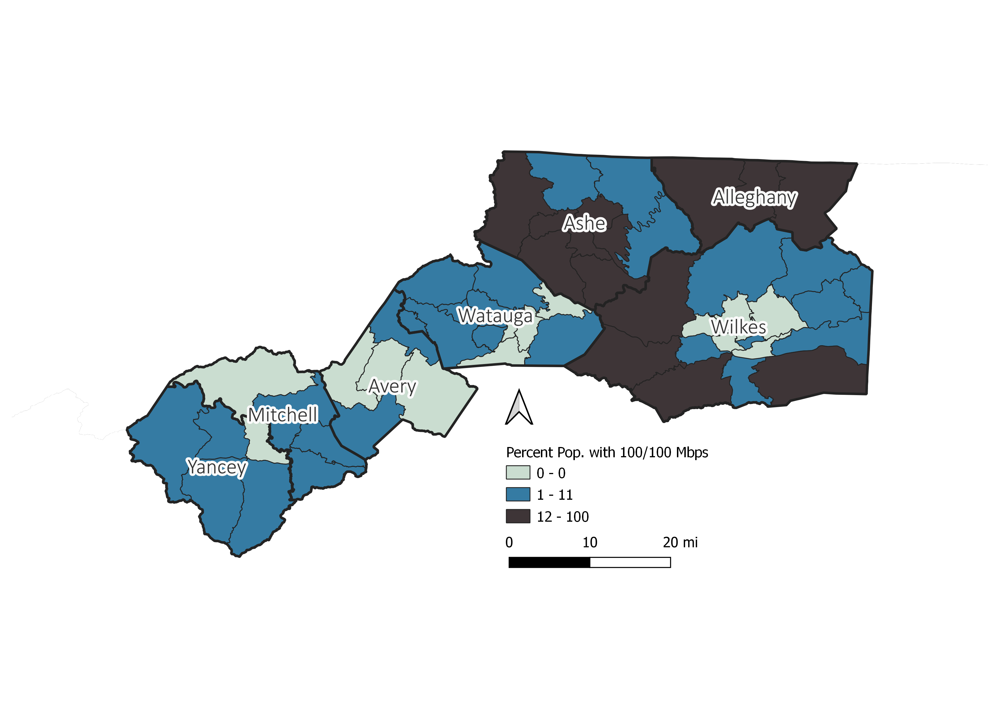 Alleghany
Ashe
Watauga
Wilkes
Avery
Mitchell
Yancey
Percent Pop. with 100/100 Mbps
0 - 0
1 - 11
12 - 100
0 10 20 mi